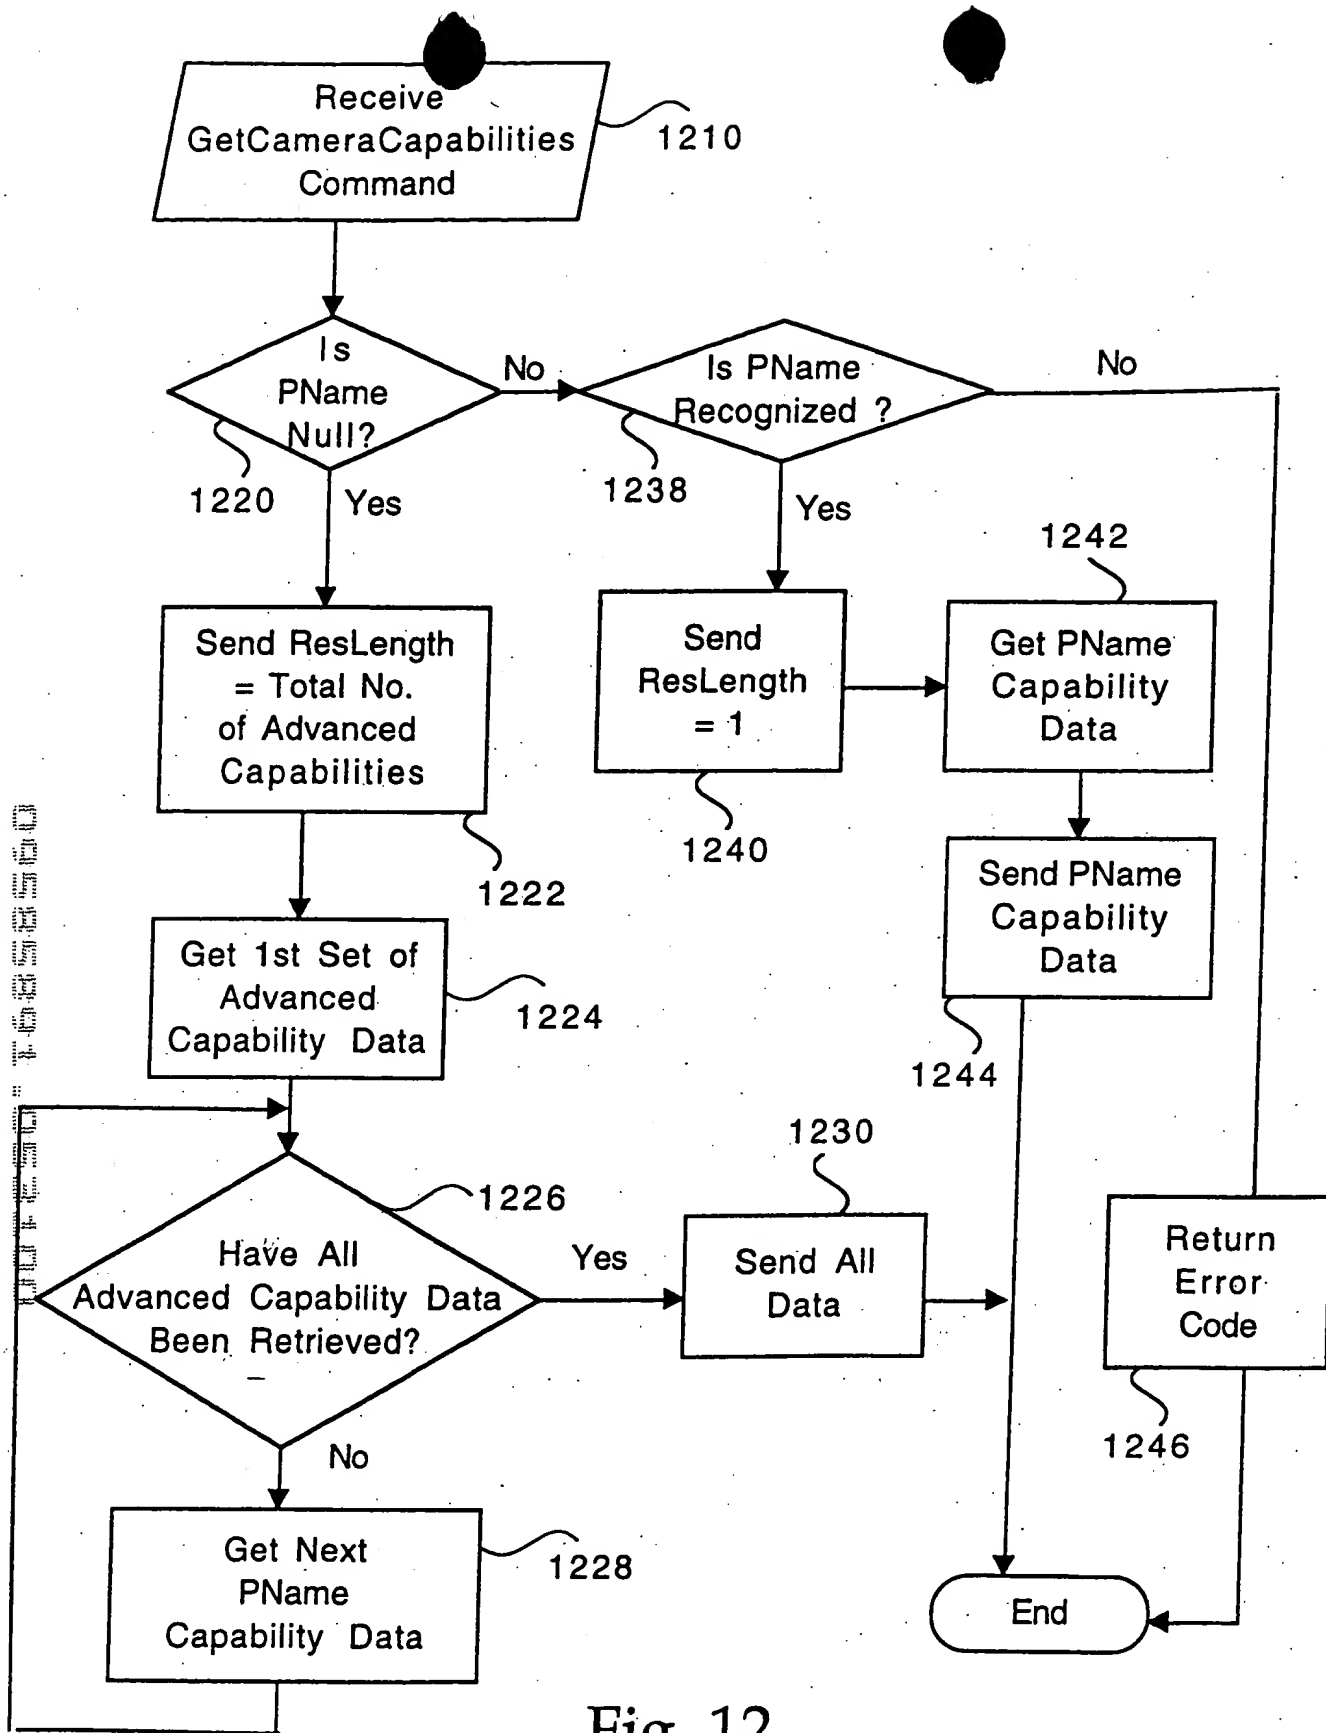 Receive
GetCameraCapabilities
Command
1210
Is
PName
Null?
No
1220
Yes
Is PName
Recognized ?
No
1238
Yes
Send ResLength
= Total No.
of Advanced
Capabilities
1222
Send
ResLength
= 1
1240
1242
Get PName
Capability
Data
Send PName
Capability
Data
1244
Get 1st Set of
Advanced
Capability Data
1224
1226
Have All
Advanced Capability Data
Been Retrieved?
Yes
1230
Send All
Data
No
Return
Error
Code
1246
Get Next
PName
Capability Data
1228
End
Fig. 12